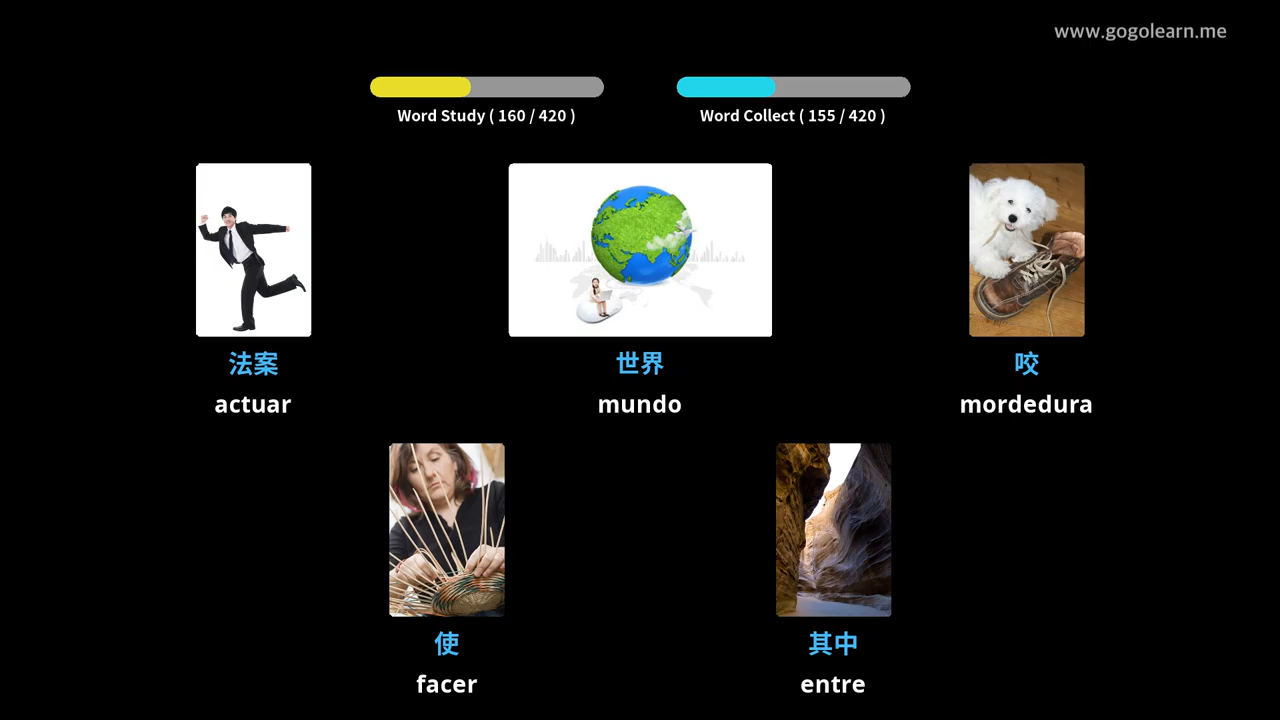 www.gogolearn.me
Word Study ( 160 / 420 )
Word Collect ( 155 / 420 )
法案
actuar
世界
mundo
咬
mordedura
使
facer
其中
entre